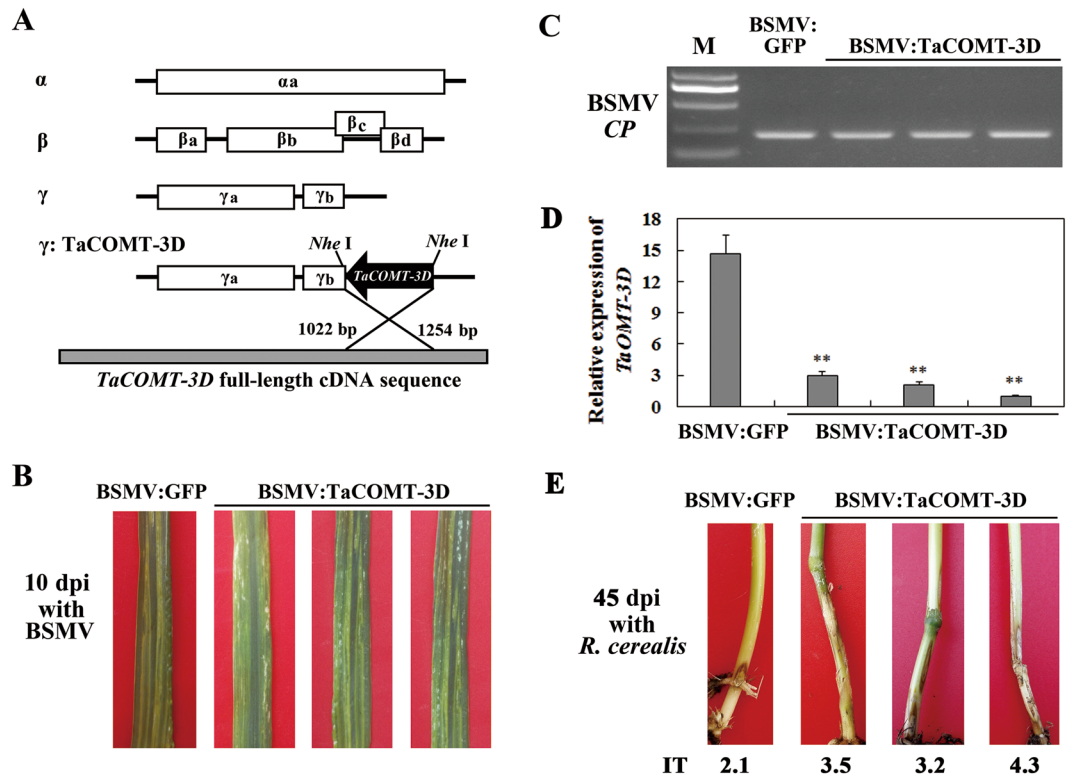 A
α
αa
β
βa
βb
βc
βd
γ
γa
γb
γ: TaCOMT-3D
Nhe I
Nhe I
γa
γb
TaCOMT-3D
1022 bp
1254 bp
TaCOMT-3D full-length cDNA sequence
B
BSMV:GFP
BSMV:TaCOMT-3D
10 dpi
with
BSMV
C
M
BSMV:
GFP
BSMV:TaCOMT-3D
BSMV
CP
D
Relative expression of
TaOMT-3D
18
15
12
9
6
3
0
**
**
**
BSMV:GFP
BSMV:TaCOMT-3D
E
BSMV:GFP
BSMV:TaCOMT-3D
45 dpi
with
R. cerealis
IT
2.1
3.5
3.2
4.3